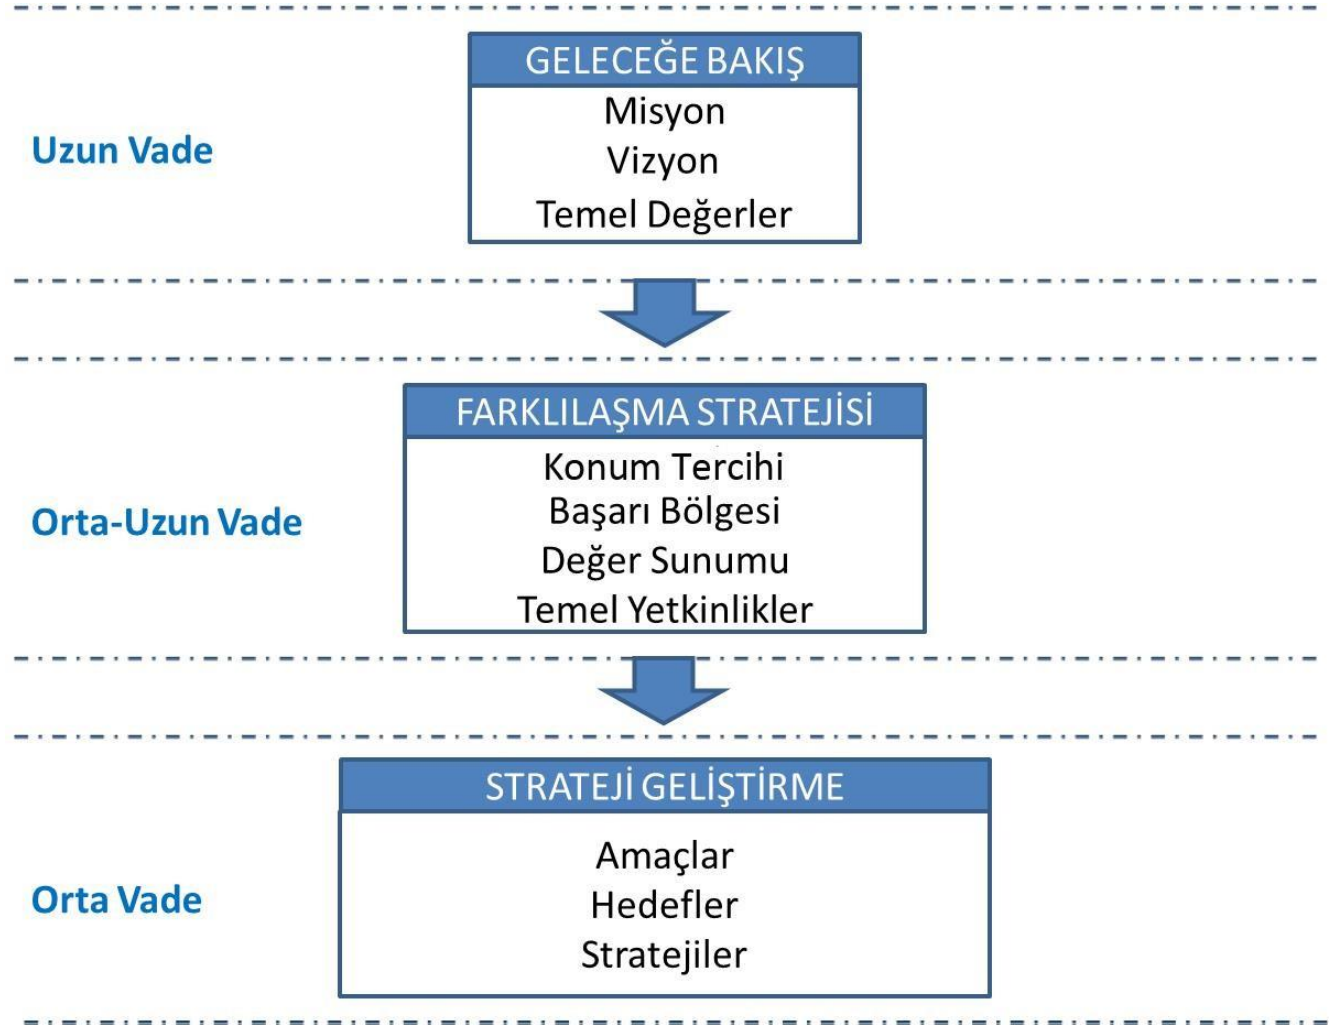 GELECEĞE BAKIŞ
Misyon
Uzun Vade
Vizyon
Temel Değerler
FARKLILAŞMA STRATEJİSİ
Konum Tercihi
Başarı Bölgesi
Orta-Uzun Vade
Değer Sunumu
Temel Yetkinlikler
STRATEJİ GELİŞTİRME
Amaçlar
Orta Vade
Hedefler
Stratejiler